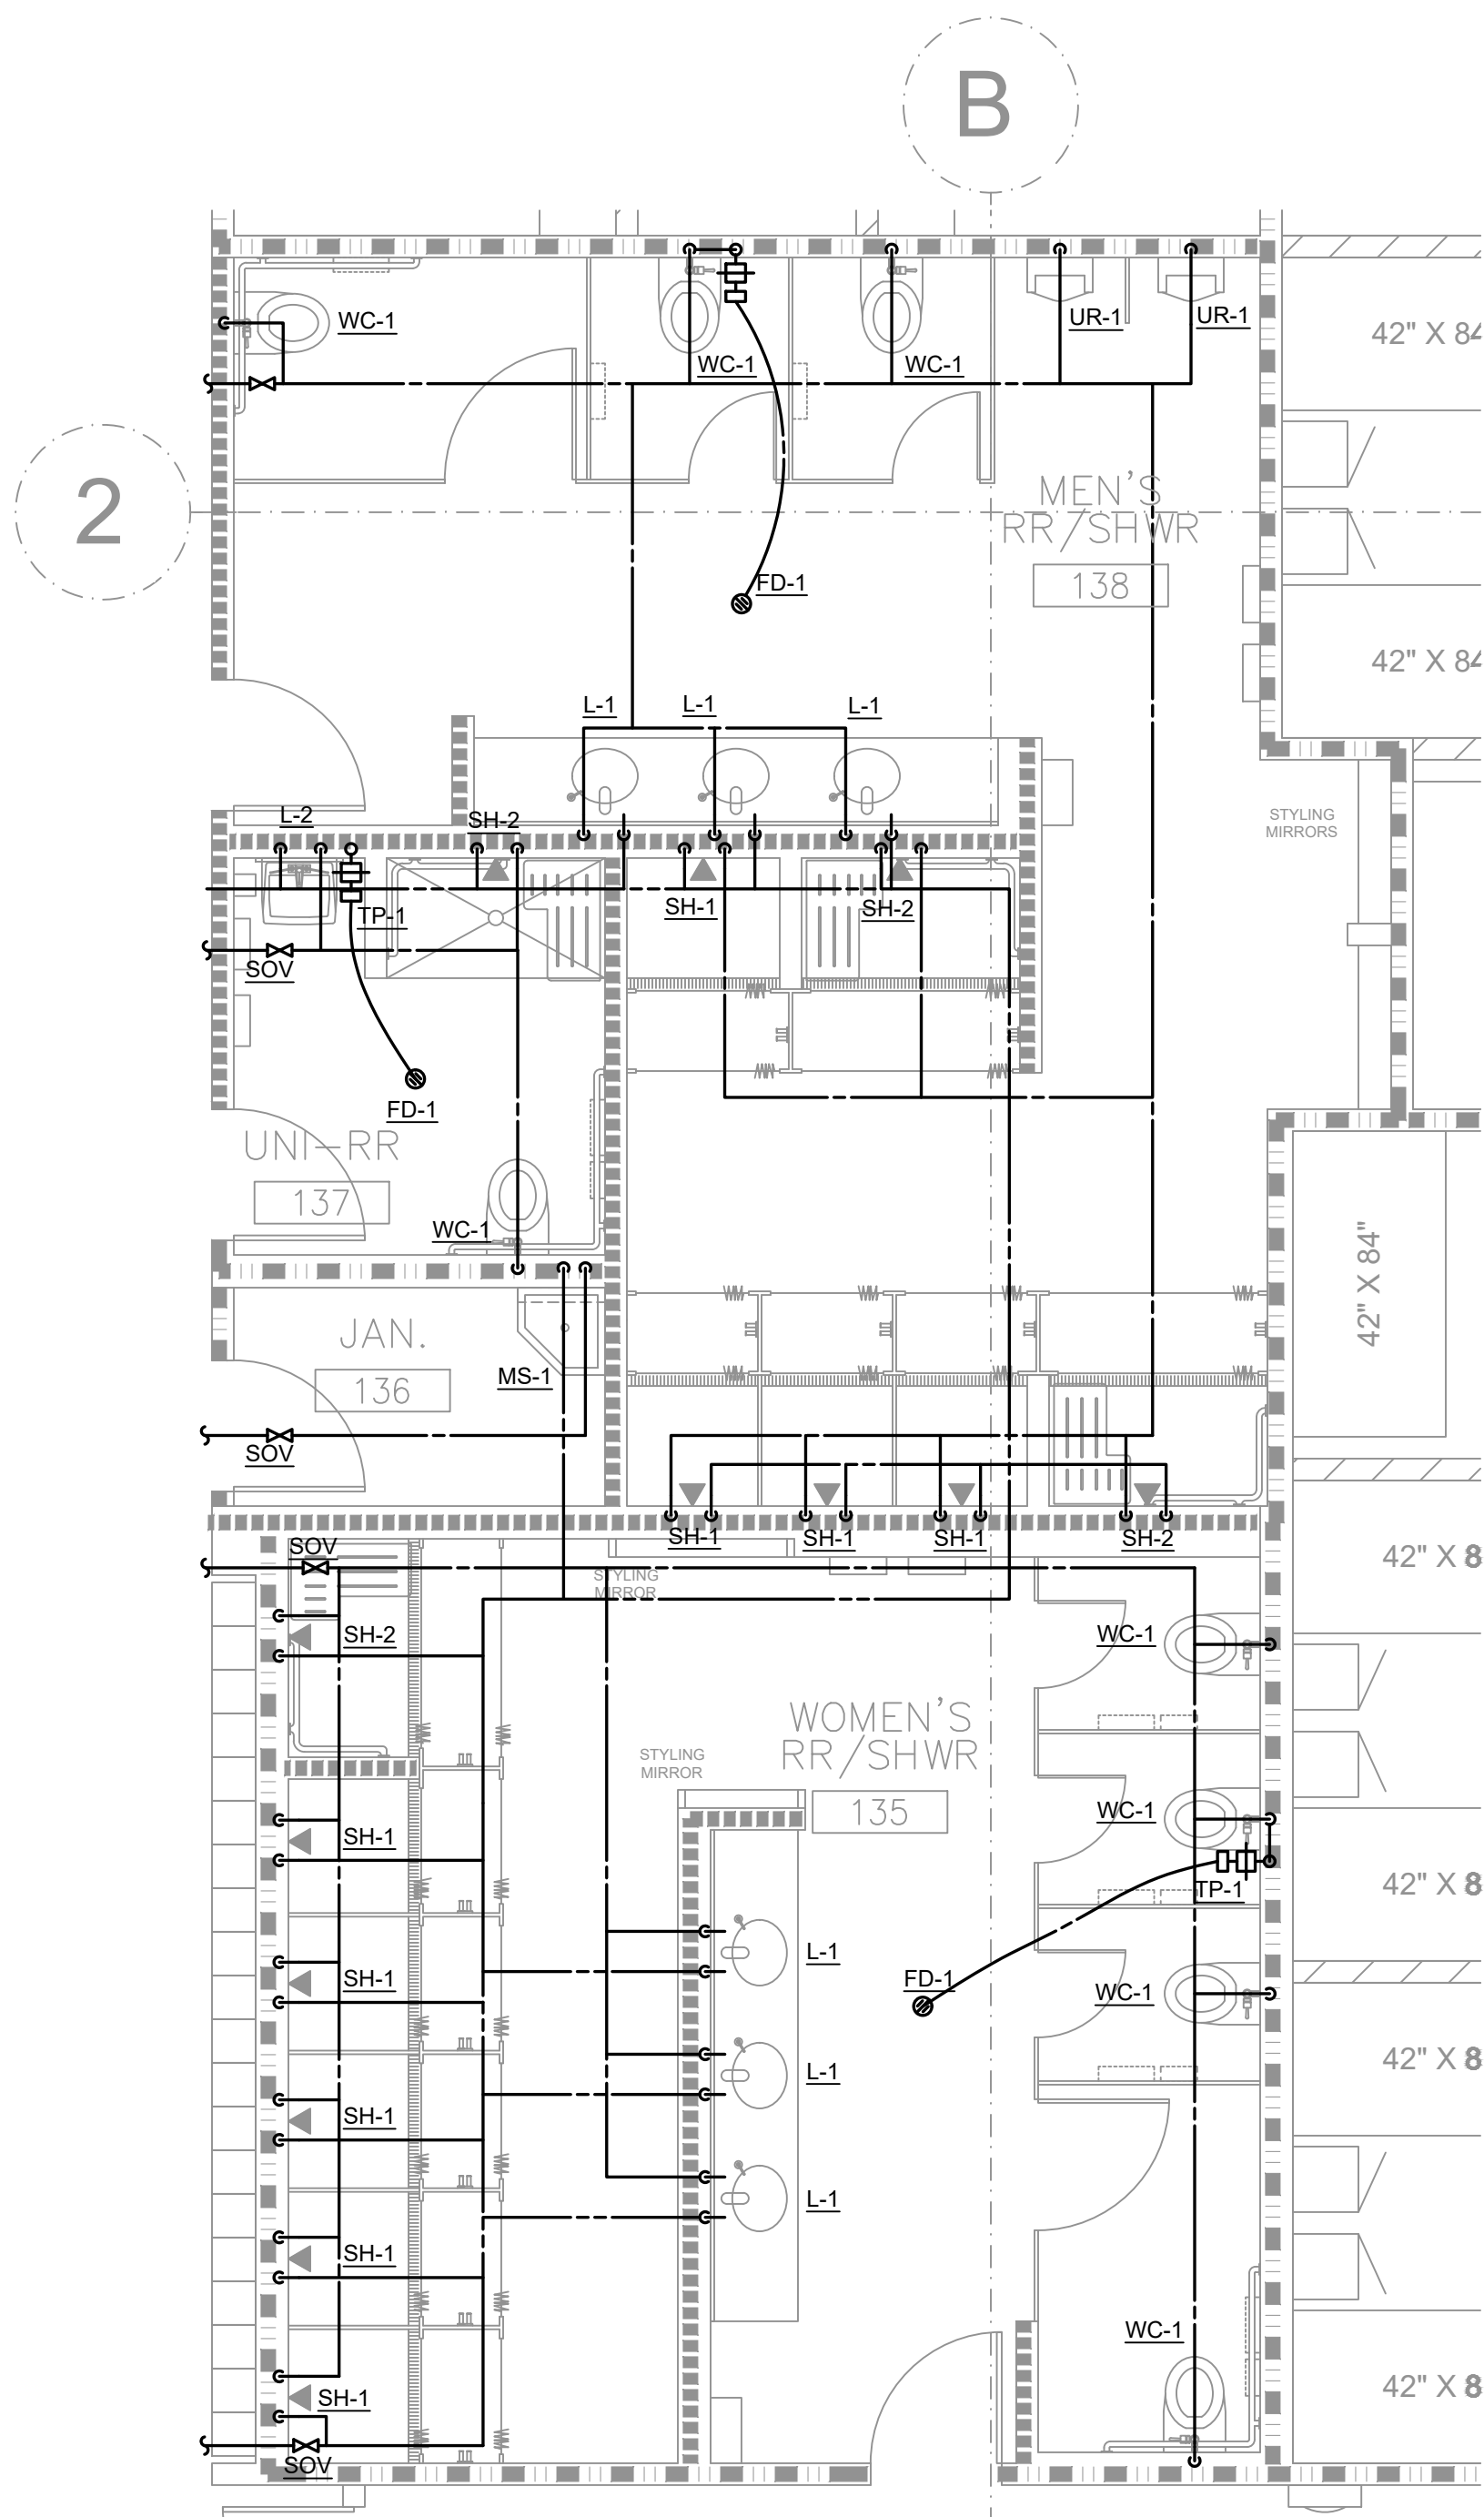 B
WC-1
UR-1
UR-1
42" X 84
WC-1
WC-1
2
MEN'S
RR/SHWR
138
FD-1
42" X 84
L-1
L-1
L-1
STYLING
MIRRORS
L-2
SH-2
TP-1
SH-1
SH-2
SOV
FD-1
UNI-RR
137
WC-1
42" X 84"
JAN.
136
MS-1
SOV
SH-1
SH-1
SH-1
SH-2
SOV
42" X 8
STYLING
MIRROR
SH-2
WC-1
WOMEN'S
RR/SHWR
135
STYLING
MIRROR
WC-1
SH-1
TP-1
42" X 8
L-1
SH-1
FD-1
WC-1
42" X 8
L-1
SH-1
L-1
SH-1
WC-1
SH-1
42" X 8
SOV